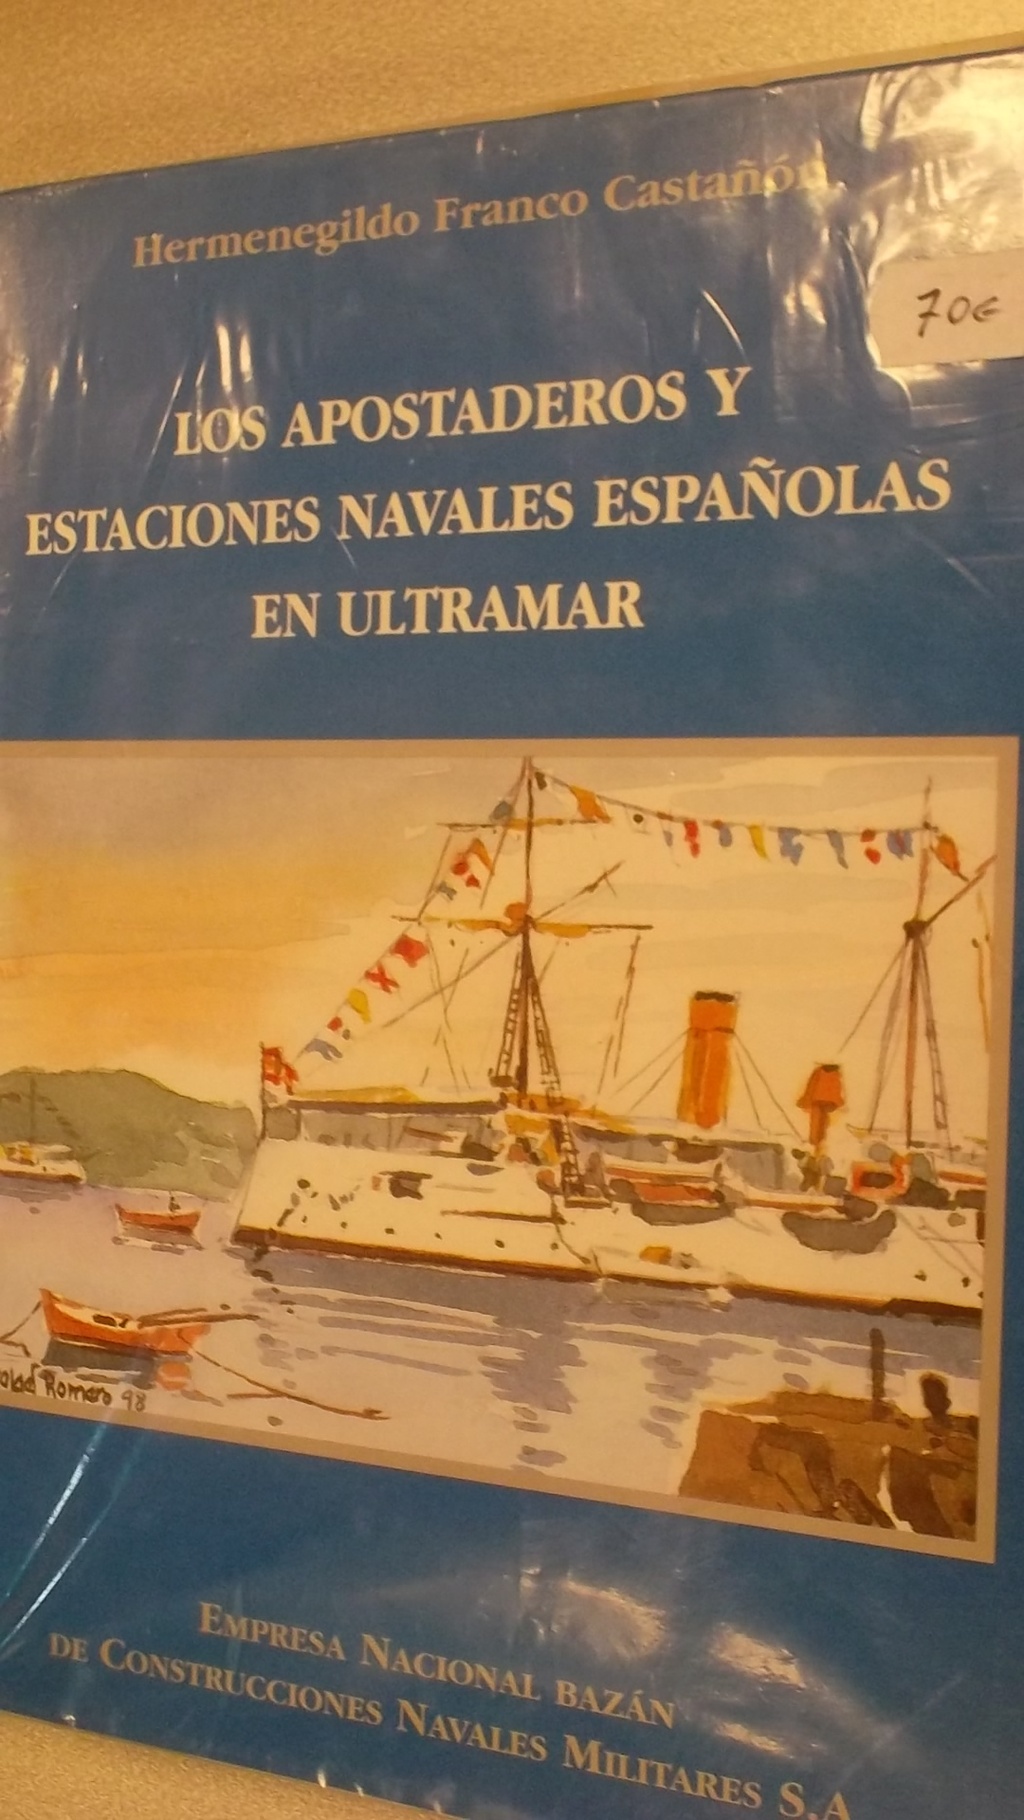 Hermenegildo Franco Castañón
70€
LOS APOSTADEROS Y
ESTACIONES NAVALES ESPAÑOLAS
EN ULTRAMAR
Romero 98
EMPRESA NACIONAL BAZÁN
DE CONSTRUCCIONES NAVALES MILITARES S.A